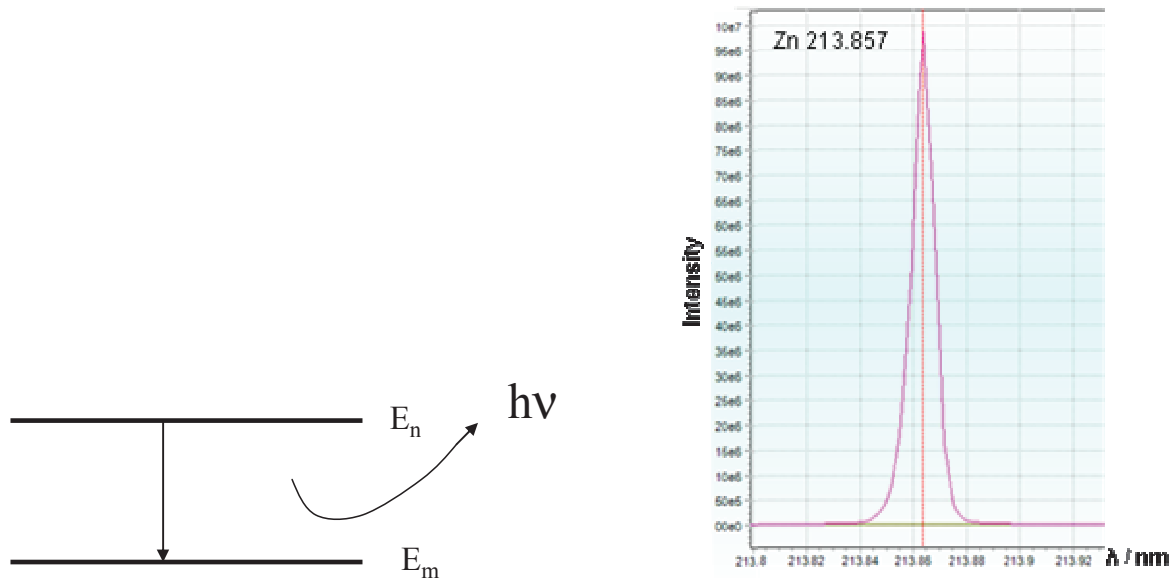 hν
E_n
E_m
Zn 213.857
10e7
95e6
90e6
85e6
80e6
75e6
70e6
65e6
60e6
55e6
50e6
45e6
40e6
35e6
30e6
25e6
20e6
15e6
10e6
50e5
00e0
Intensity
213.8 213.82 213.84 213.86 213.88 213.9 213.92 λ / nm